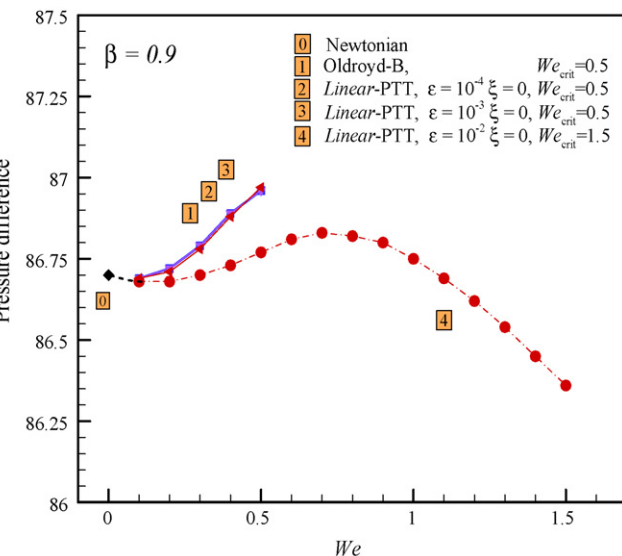 87.5
β = 0.9
0 Newtonian
1 Oldroyd-B, We_crit=0.5
2 Linear-PTT, ε = 10^-4 ξ = 0, We_crit=0.5
3 Linear-PTT, ε = 10^-3 ξ = 0, We_crit=0.5
4 Linear-PTT, ε = 10^-2 ξ = 0, We_crit=1.5
87.25
87
3
2
1
Pressure difference
86.75
0
4
86.5
86.25
86
0 0.5 1 1.5
We